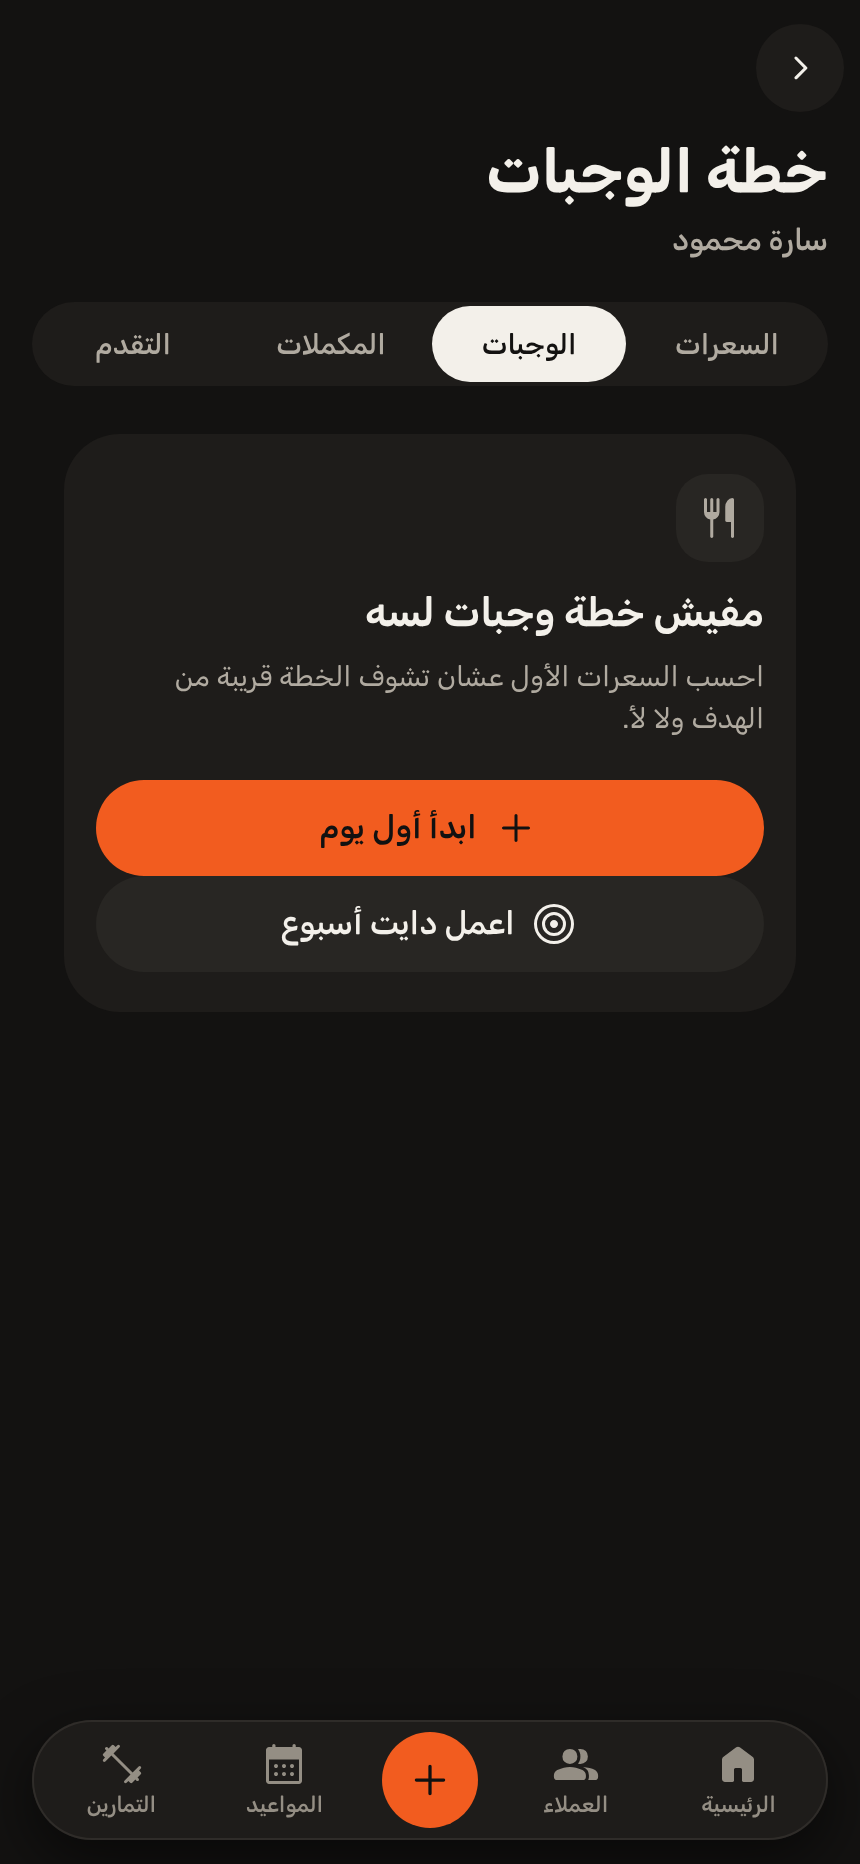 خطة الوجبات
سارة محمود
السعرات
الوجبات
المكملات
التقدم
مفيش خطة وجبات لسه
احسب السعرات الأول عشان تشوف الخطة قريبة من
الهدف ولا لأ.
ابدأ أول يوم
اعمل دايت أسبوع
الرئيسية
العملاء
المواعيد
التمارين